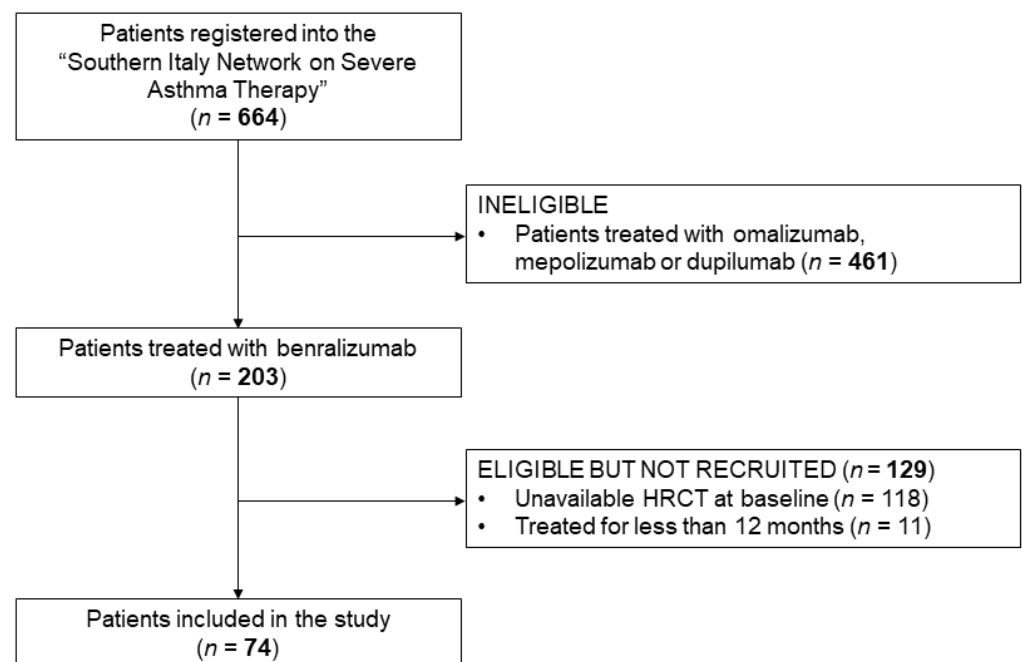 Patients registered into the
“Southern Italy Network on Severe
Asthma Therapy”
(n = 664)
INELIGIBLE
• Patients treated with omalizumab,
mepolizumab or dupilumab (n = 461)
Patients treated with benralizumab
(n = 203)
ELIGIBLE BUT NOT RECRUITED (n = 129)
• Unavailable HRCT at baseline (n = 118)
• Treated for less than 12 months (n = 11)
Patients included in the study
(n = 74)